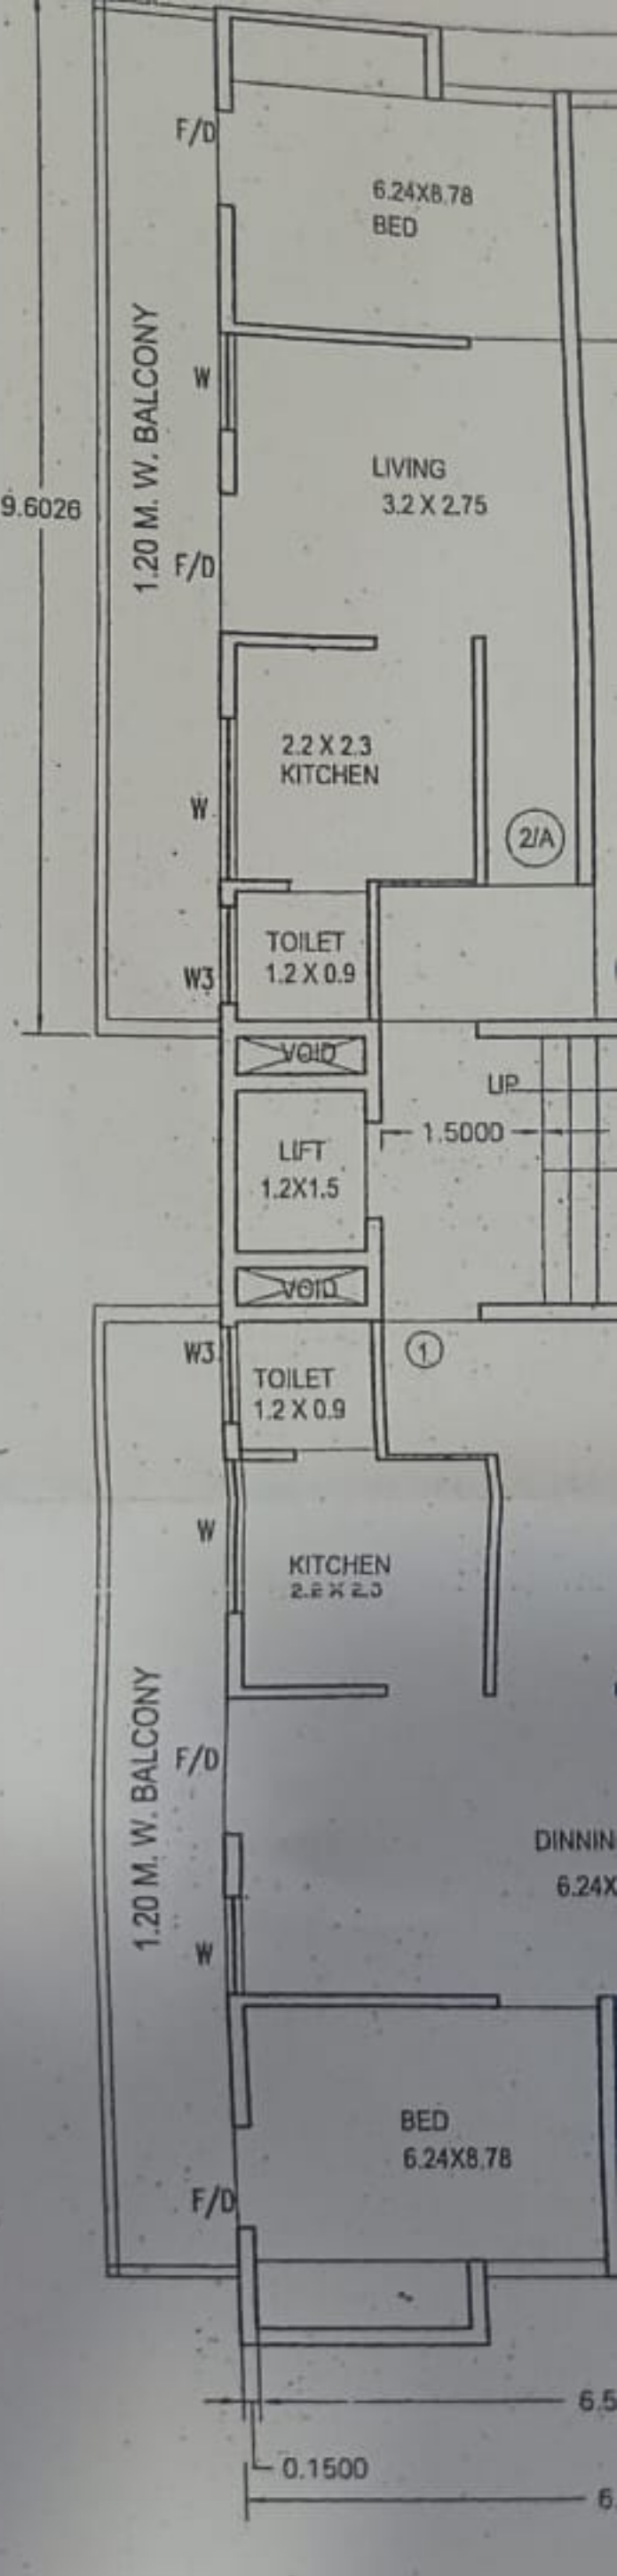 F/D
6.24X8.78
BED
1.20 M. W. BALCONY
W
LIVING
3.2 X 2.75
9.6026
F/D
2.2 X 2.3
KITCHEN
W
2/A
TOILET
1.2 X 0.9
W3
VOID
UP
1.5000
LIFT
1.2X1.5
VOID
W3
1
TOILET
1.2 X 0.9
W
KITCHEN
2.2 X 2.3
1.20 M. W. BALCONY
F/D
DINNIN
6.24X
W
BED
6.24X8.78
F/D
6.5
0.1500
6.